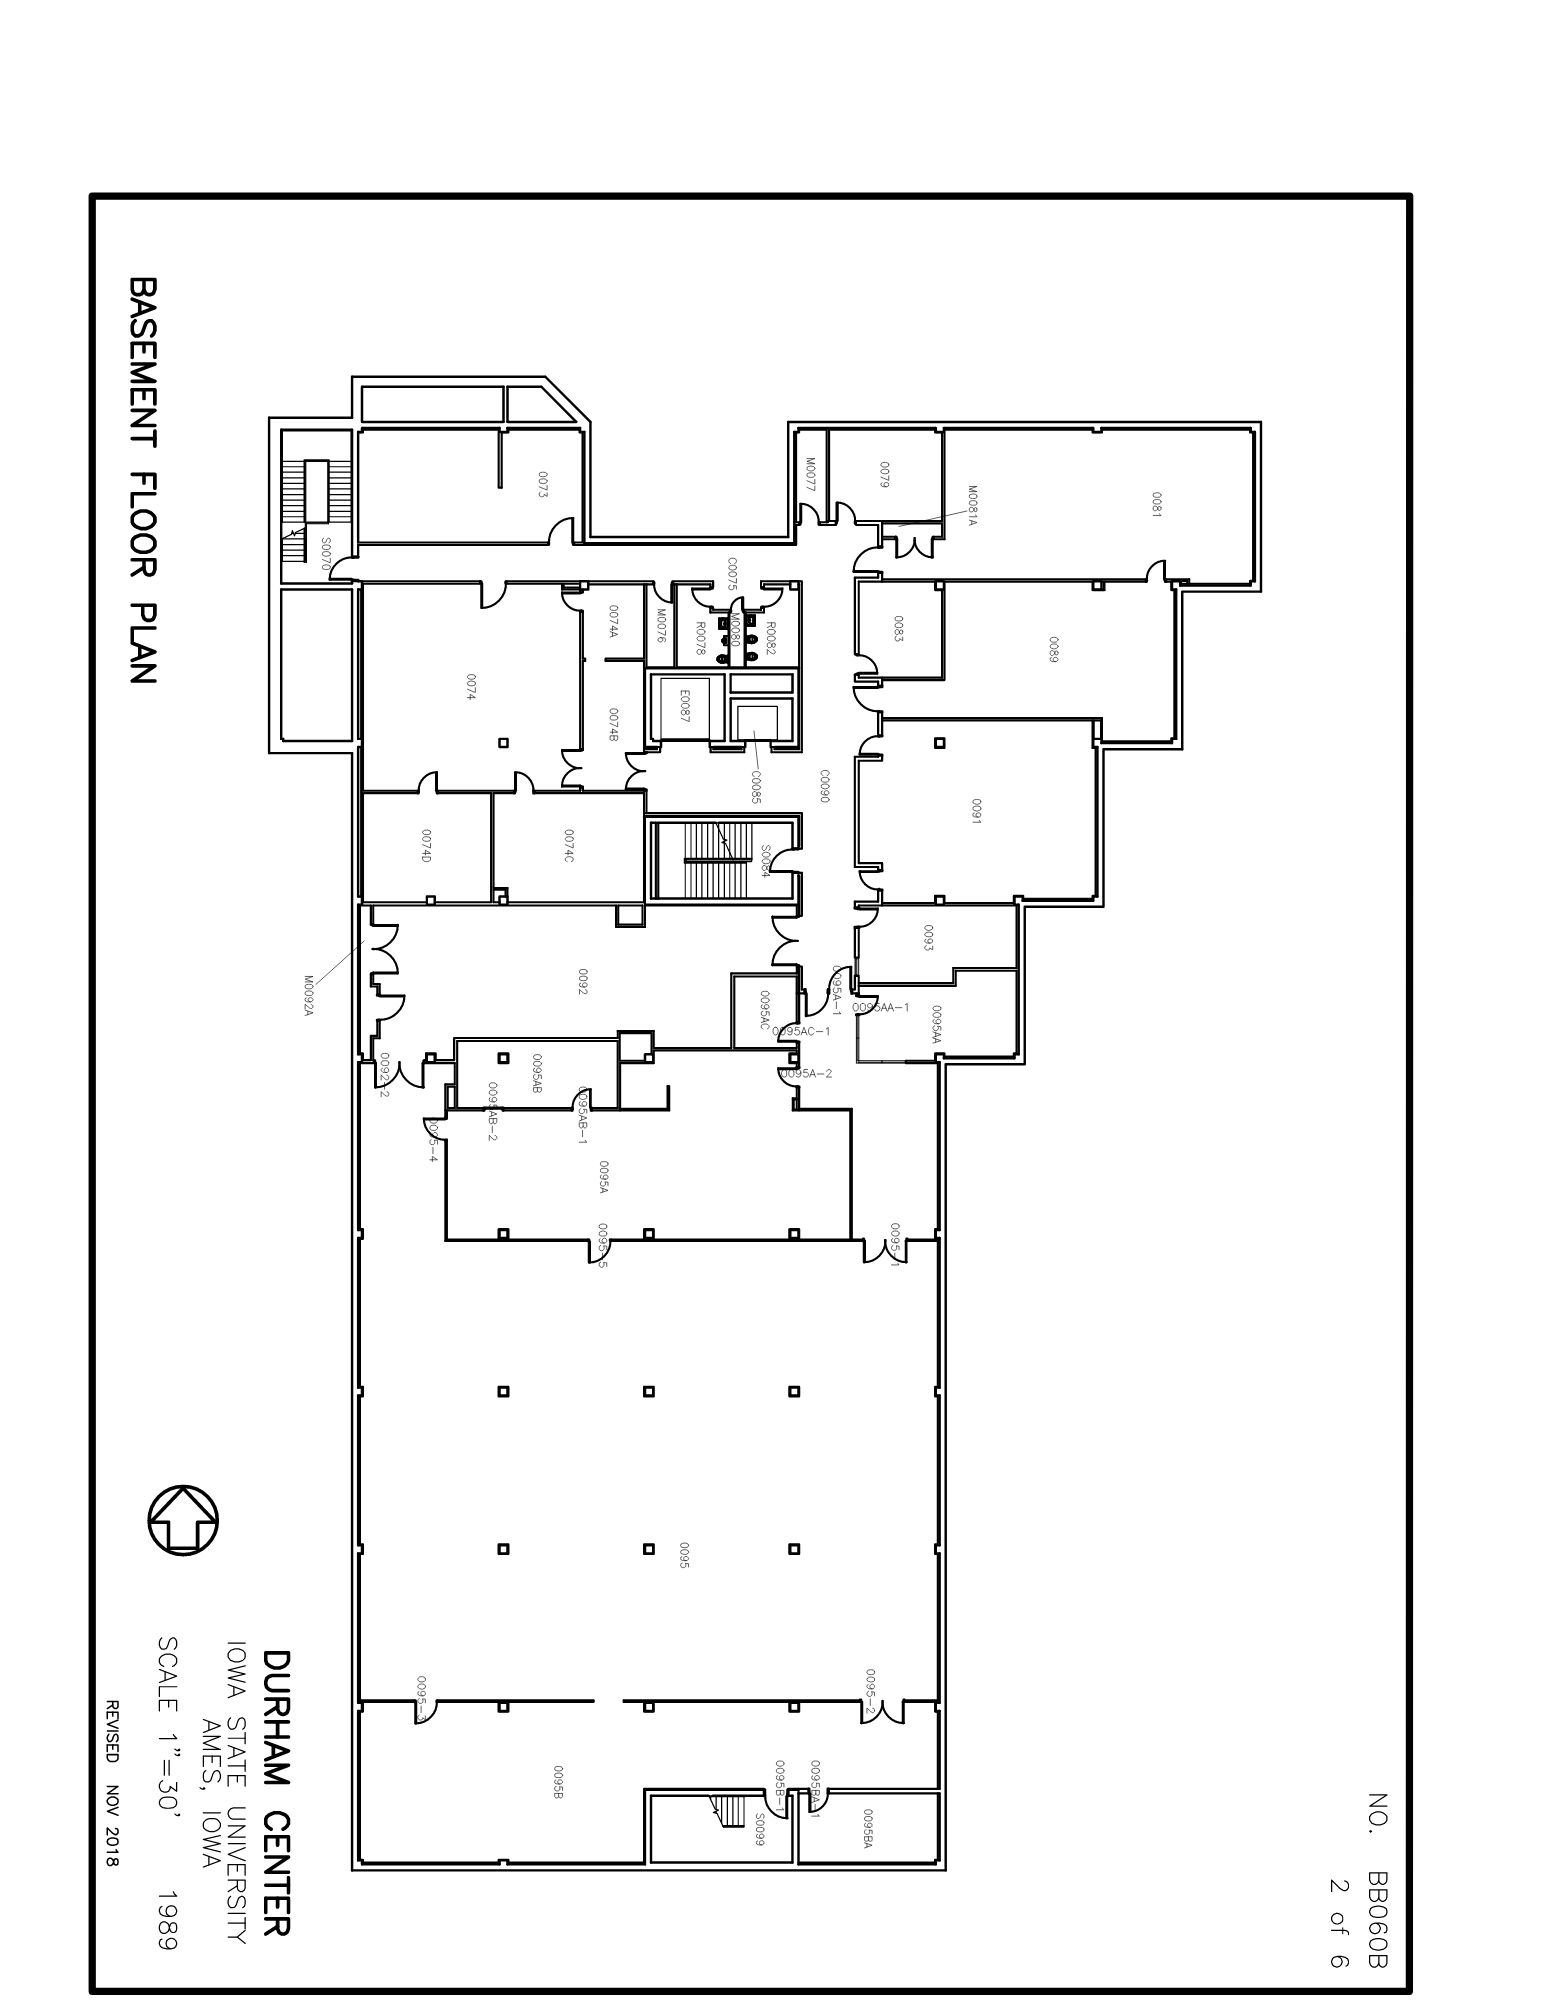 NO. BB060B
2 of 6
0081
M0081A
0079
M0077
0089
0083
0091
0093
0095AA
0095AA-1
0095A-1
C0090
C0075
R0082
M0080
R0078
M0076
E0087
C0085
S0084
0073
S0070
0074A
0074B
0074
0074C
0074D
0092
M0092A
0092-2
0095AC
0095AC-1
0095A-2
0095AB
0095AB-1
0095AB-2
0095-4
0095A
0095-5
0095-1
0095
0095-2
0095-3
0095B
0095B-1
0095BA-1
S0099
0095BA
BASEMENT FLOOR PLAN
DURHAM CENTER
IOWA STATE UNIVERSITY
AMES, IOWA
SCALE 1"=30' 1989
REVISED NOV 2018